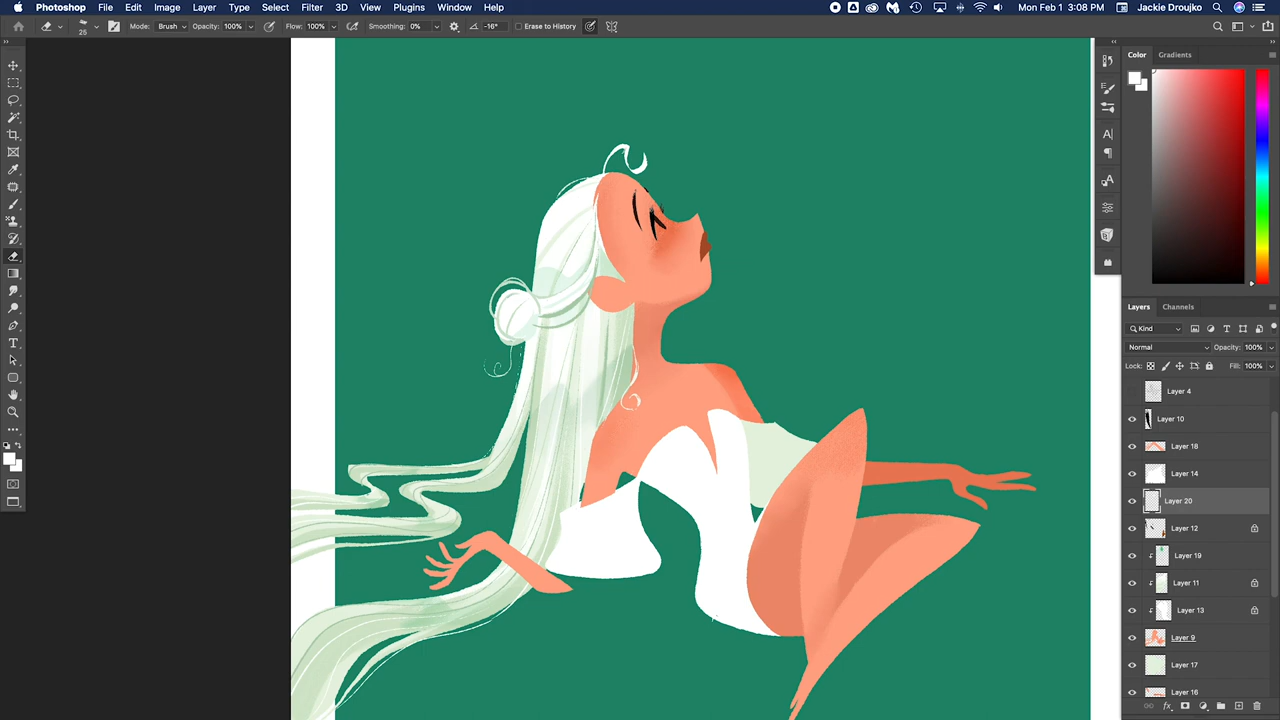 Photoshop File Edit Image Layer Type Select Filter 3D View Plugins Window Help Mon Feb 1 3:08 PM Jackie Droujko
25 Mode: Brush Opacity: 100% Flow: 100% Smoothing: 0% -16° Erase to History
Color Gradients
Layers Channels
Kind
Normal Opacity: 100%
Lock: Fill: 100%
Layer 4
Layer 10
Layer 18
Layer 14
Layer 20
Layer 12
Layer 19
Layer 11
Layer 13
Layer 9
Layer 17
Layer 16